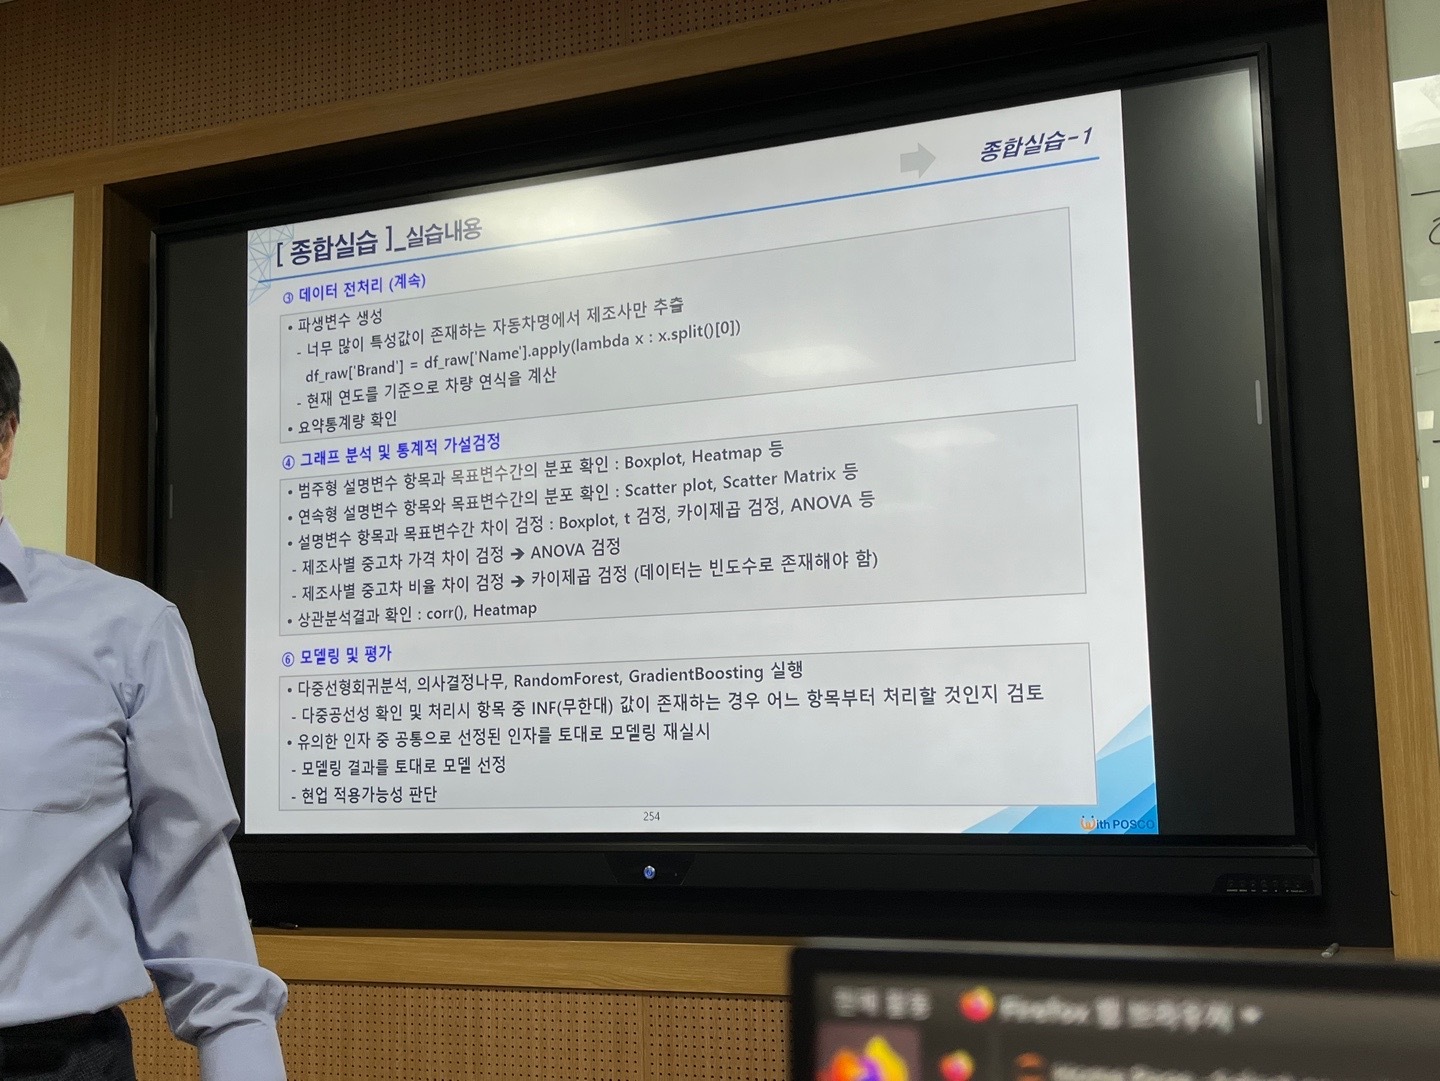 종합실습-1
[ 종합실습 ]_실습내용
③ 데이터 전처리 (계속)
• 파생변수 생성
- 너무 많이 특성값이 존재하는 자동차명에서 제조사만 추출
df_raw['Brand'] = df_raw['Name'].apply(lambda x : x.split()[0])
- 현재 연도를 기준으로 차량 연식을 계산
• 요약통계량 확인
④ 그래프 분석 및 통계적 가설검정
• 범주형 설명변수 항목과 목표변수간의 분포 확인 : Boxplot, Heatmap 등
• 연속형 설명변수 항목와 목표변수간의 분포 확인 : Scatter plot, Scatter Matrix 등
• 설명변수 항목과 목표변수간 차이 검정 : Boxplot, t 검정, 카이제곱 검정, ANOVA 등
- 제조사별 중고차 가격 차이 검정 ➔ ANOVA 검정
- 제조사별 중고차 비율 차이 검정 ➔ 카이제곱 검정 (데이터는 빈도수로 존재해야 함)
• 상관분석결과 확인 : corr(), Heatmap
⑥ 모델링 및 평가
• 다중선형회귀분석, 의사결정나무, RandomForest, GradientBoosting 실행
- 다중공선성 확인 및 처리시 항목 중 INF(무한대) 값이 존재하는 경우 어느 항목부터 처리할 것인지 검토
• 유의한 인자 중 공통으로 선정된 인자를 토대로 모델링 재실시
- 모델링 결과를 토대로 모델 선정
- 현업 적용가능성 판단
254
With POSCO
Firefox 웹 브라우저